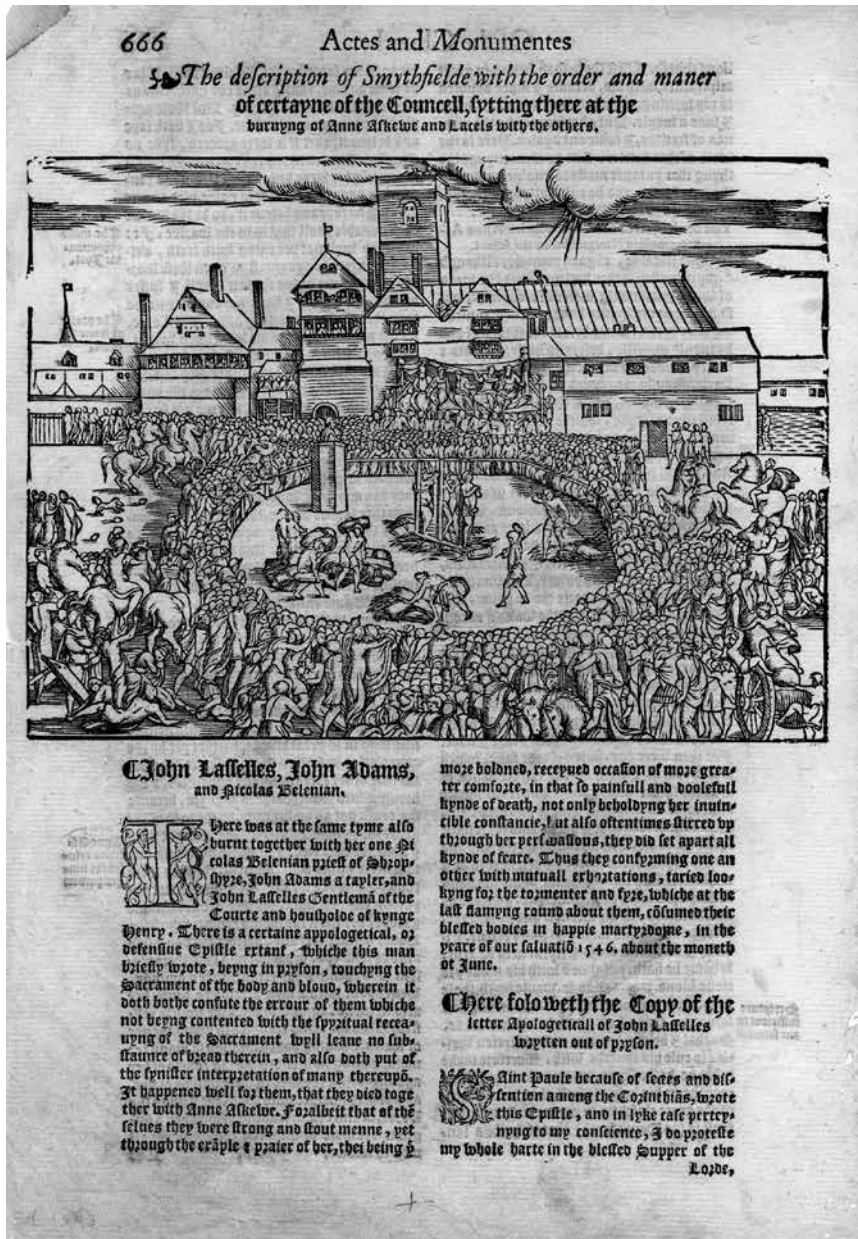 666
Actes and Monumentes
The deſcription of Smythfielde with the order and maner
of certayne of the Councell, ſytting there at the
burnyng of Anne Aſkewe and Lacels with the others.
John Laſſelles, John Adams,
and Nicolas Belenian.
THere was at the ſame tyme alſo
burnt together with her one Ni
colas Belenian prieſt of Shrop-
ſhyre, John Adams a tayler, and
John Laſſelles Gentlemā of the
Courte and houſholde of kynge
Henry. There is a certaine appologetical, or
defenſiue Epiſtle extant, whiche this man
briefly wrote, beyng in pryſon, touchyng the
Sacrament of the body and bloud, wherein it
doth bothe confute the errour of them whiche
not beyng contented with the ſpyritual recea-
uyng of the Sacrament wyll leaue no ſub-
ſtaunce of bread therein, and alſo doth put of
the ſyniſter interpretation of many thereupō.
It happened well for them, that they died toge
ther with Anne Aſkewe. For albeit that of thē
ſelues they were ſtrong and ſtout menne, yet
through the exāple & praier of her, thei being ẏ
more boldned, receyued occaſion of more grea-
ter comforte, in that ſo painfull and doolefull
kynde of death, not only beholdyng her inuin-
cible conſtancie, but alſo oftentimes ſtirred vp
through her perſwaſions, they did ſet apart all
kynde of feare. Thus they confyrming one an
other with mutuall exhortations, taried loo-
kyng for the tormenter and fyre, whiche at the
laſt flamyng round about them, cōſumed their
bleſſed bodies in happie martyrdome, in the
yeare of our ſaluatiō 1546. about the moneth
of June.
Here foloweth the Copy of the
letter Apologeticall of John Laſſelles
wrytten out of pryſon.
SAint Paule becauſe of ſectes and diſ-
ſention among the Corinthiās, wrote
this Epiſtle, and in lyke caſe pertey-
nyng to my conſcience, I do proteſte
my whole harte in the bleſſed Supper of the
Lorde,